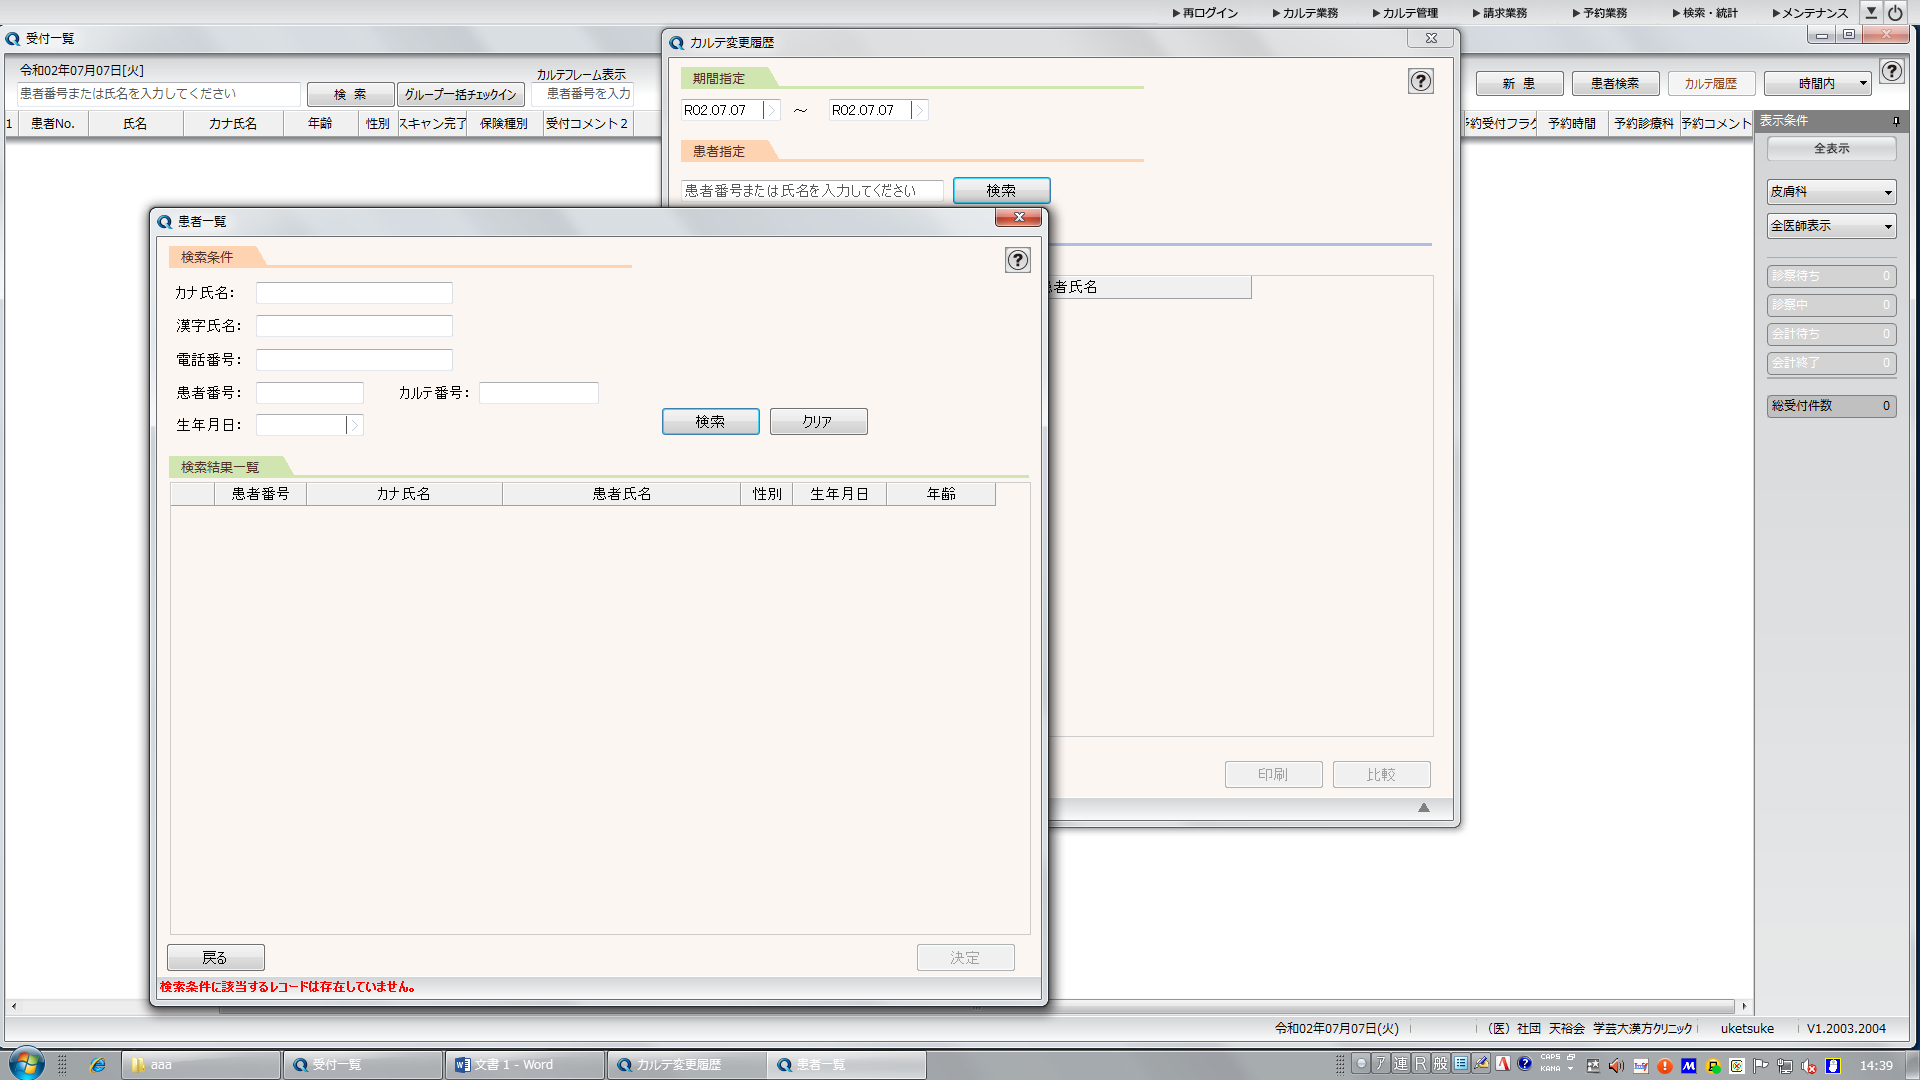 ▶再ログイン ▶カルテ業務 ▶カルテ管理 ▶請求業務 ▶予約業務 ▶検索・統計 ▶メンテナンス
受付一覧
令和02年07月07日[火]
患者番号または氏名を入力してください
検 索
グループ一括チェックイン
カルテフレーム表示
患者番号を入力
新 患
患者検索
カルテ履歴
時間内
1 患者No. 氏名 カナ氏名 年齢 性別 スキャン完了 保険種別 受付コメント2
予約受付フラグ 予約時間 予約診療科 予約コメント
カルテ変更履歴
期間指定
R02.07.07 ～ R02.07.07
患者指定
患者番号または氏名を入力してください
検索
者氏名
印刷 比較
患者一覧
検索条件
カナ氏名:
漢字氏名:
電話番号:
患者番号: カルテ番号:
生年月日:
検索 クリア
検索結果一覧
患者番号 カナ氏名 患者氏名 性別 生年月日 年齢
戻る 決定
検索条件に該当するレコードは存在していません。
表示条件
全表示
皮膚科
全医師表示
診察待ち 0
診察中 0
会計待ち 0
会計終了 0
総受付件数 0
令和02年07月07日(火) (医)社団 天裕会 学芸大漢方クリニック uketsuke V1.2003.2004
aaa
受付一覧
文書 1 - Word
カルテ変更履歴
患者一覧
ア 連 R 般
CAPS
KANA
14:39